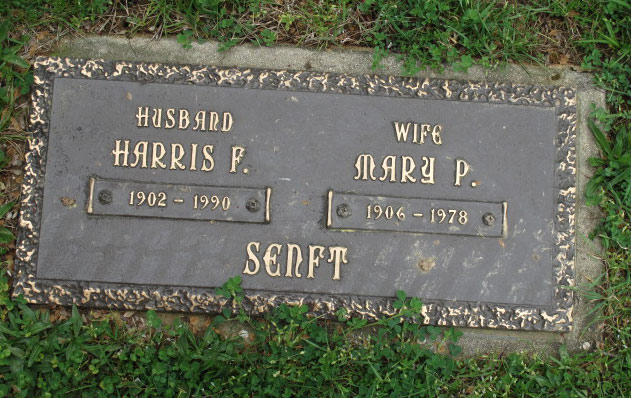 HUSBAND
HARRIS F.
1902 – 1990
WIFE
MARY P.
1906 – 1978
SENFT